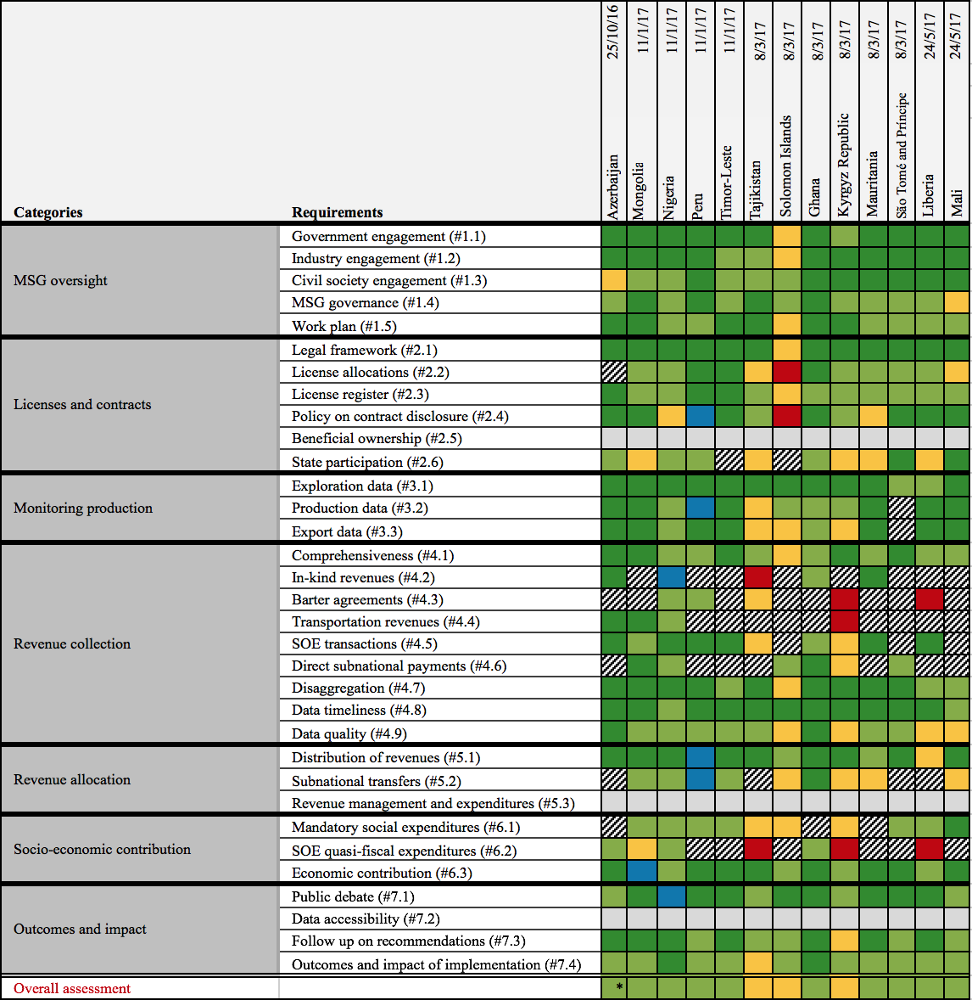 25/10/16 11/1/17 11/1/17 11/1/17 11/1/17 8/3/17 8/3/17 8/3/17 8/3/17 8/3/17 8/3/17 24/5/17 24/5/17
Categories Requirements Azerbaijan Mongolia Nigeria Peru Timor-Leste Tajikistan Solomon Islands Ghana Kyrgyz Republic Mauritania São Tomé and Príncipe Liberia Mali
MSG oversight
Government engagement (#1.1)
Industry engagement (#1.2)
Civil society engagement (#1.3)
MSG governance (#1.4)
Work plan (#1.5)
Licenses and contracts
Legal framework (#2.1)
License allocations (#2.2)
License register (#2.3)
Policy on contract disclosure (#2.4)
Beneficial ownership (#2.5)
State participation (#2.6)
Monitoring production
Exploration data (#3.1)
Production data (#3.2)
Export data (#3.3)
Revenue collection
Comprehensiveness (#4.1)
In-kind revenues (#4.2)
Barter agreements (#4.3)
Transportation revenues (#4.4)
SOE transactions (#4.5)
Direct subnational payments (#4.6)
Disaggregation (#4.7)
Data timeliness (#4.8)
Data quality (#4.9)
Revenue allocation
Distribution of revenues (#5.1)
Subnational transfers (#5.2)
Revenue management and expenditures (#5.3)
Socio-economic contribution
Mandatory social expenditures (#6.1)
SOE quasi-fiscal expenditures (#6.2)
Economic contribution (#6.3)
Outcomes and impact
Public debate (#7.1)
Data accessibility (#7.2)
Follow up on recommendations (#7.3)
Outcomes and impact of implementation (#7.4)
Overall assessment *